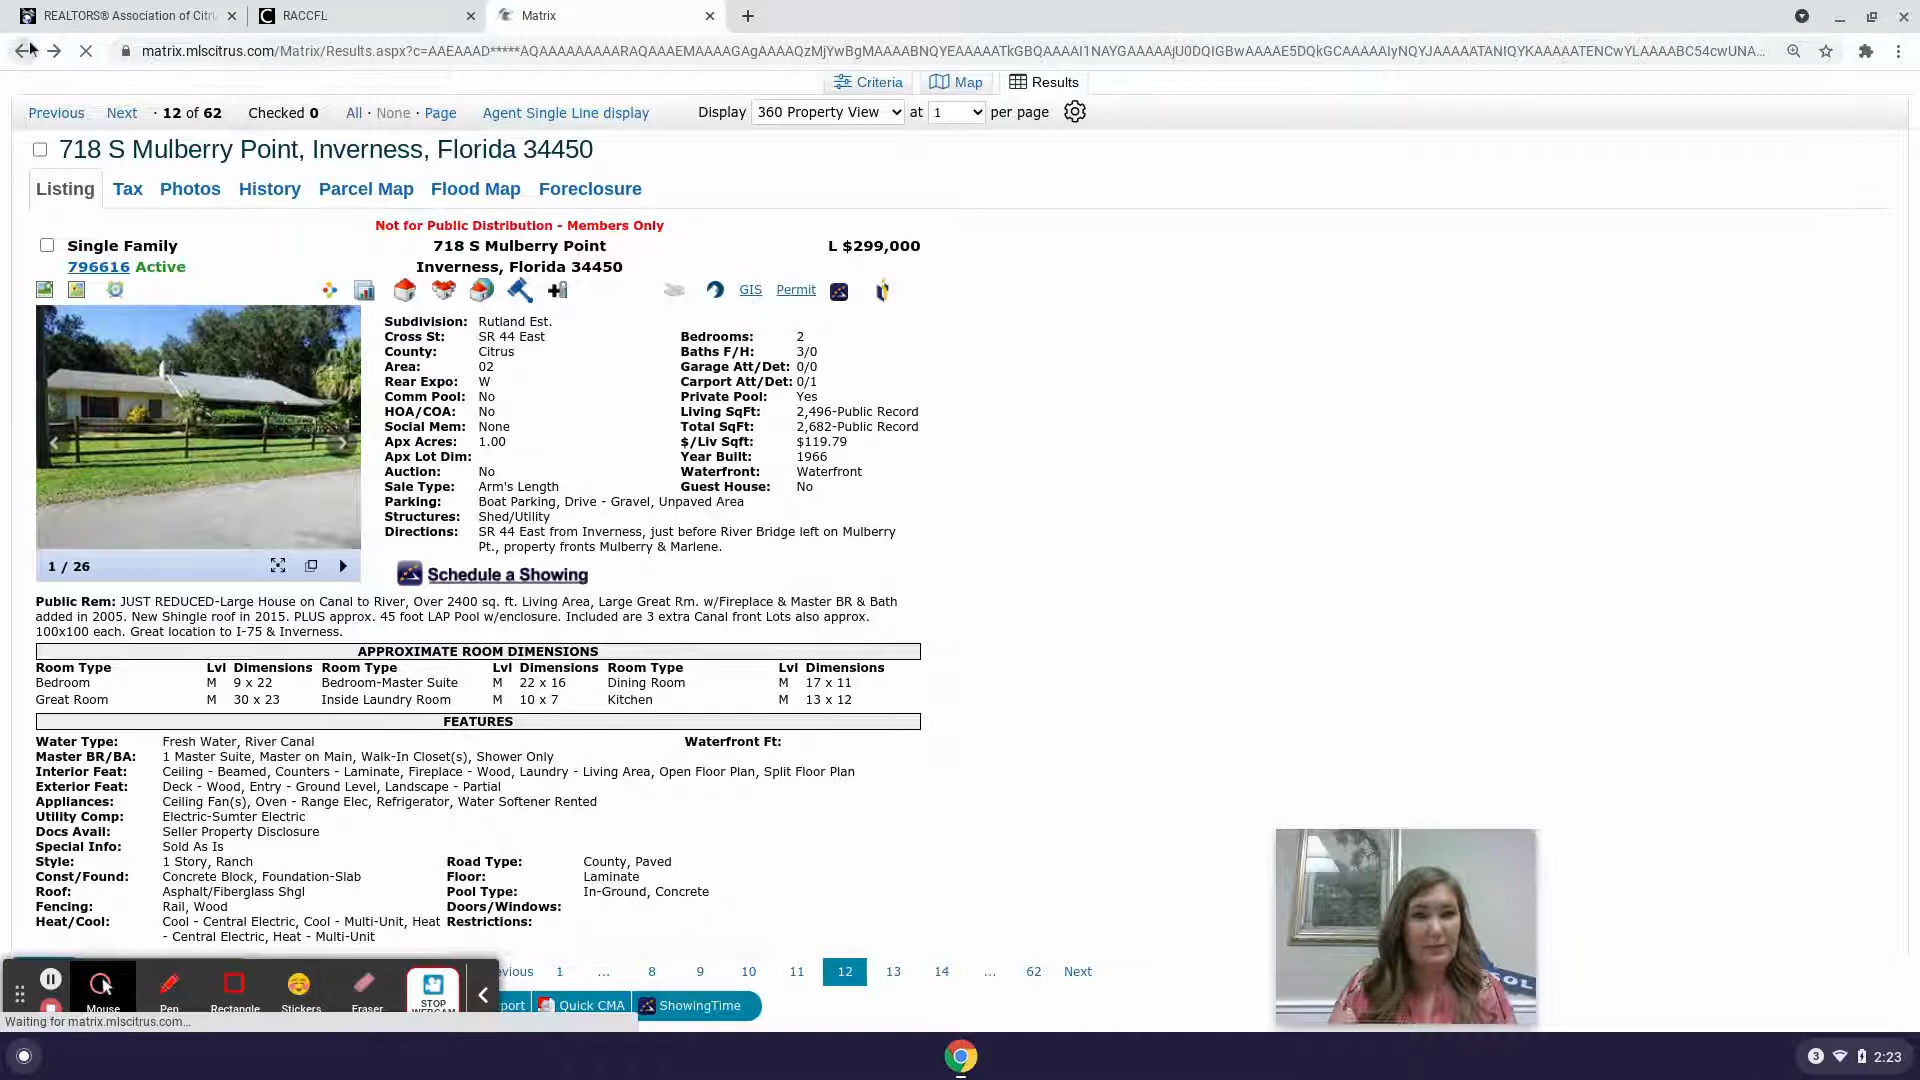 REALTORS® Association of Citru
RACCFL
Matrix
matrix.mlscitrus.com/Matrix/Results.aspx?c=AAEAAAD*****AQAAAAAAAAARAQAAAEMAAAAGAgAAAAQzMjYwBgMAAAABNQYEAAAAATkGBQAAAAI1NAYGAAAAAjU0DQIGBwAAAAE5DQkGCAAAAAIyNQYJAAAAATANIQYKAAAAATENCwYLAAAABC54cwUNA...
Criteria Map Results
Previous Next · 12 of 62 Checked 0 All · None · Page Agent Single Line display Display 360 Property View at 1 per page
718 S Mulberry Point, Inverness, Florida 34450
Listing Tax Photos History Parcel Map Flood Map Foreclosure
Not for Public Distribution - Members Only
Single Family 718 S Mulberry Point L $299,000
796616 Active Inverness, Florida 34450
GIS Permit
Subdivision: Rutland Est.
Cross St: SR 44 East Bedrooms: 2
County: Citrus Baths F/H: 3/0
Area: 02 Garage Att/Det: 0/0
Rear Expo: W Carport Att/Det: 0/1
Comm Pool: No Private Pool: Yes
HOA/COA: No Living SqFt: 2,496-Public Record
Social Mem: None Total SqFt: 2,682-Public Record
Apx Acres: 1.00 $/Liv Sqft: $119.79
Apx Lot Dim: Year Built: 1966
Auction: No Waterfront: Waterfront
Sale Type: Arm's Length Guest House: No
Parking: Boat Parking, Drive - Gravel, Unpaved Area
Structures: Shed/Utility
Directions: SR 44 East from Inverness, just before River Bridge left on Mulberry
Pt., property fronts Mulberry & Marlene.
1 / 26
Schedule a Showing
Public Rem: JUST REDUCED-Large House on Canal to River, Over 2400 sq. ft. Living Area, Large Great Rm. w/Fireplace & Master BR & Bath
added in 2005. New Shingle roof in 2015. PLUS approx. 45 foot LAP Pool w/enclosure. Included are 3 extra Canal front Lots also approx.
100x100 each. Great location to I-75 & Inverness.
APPROXIMATE ROOM DIMENSIONS
Room Type Lvl Dimensions Room Type Lvl Dimensions Room Type Lvl Dimensions
Bedroom M 9 x 22 Bedroom-Master Suite M 22 x 16 Dining Room M 17 x 11
Great Room M 30 x 23 Inside Laundry Room M 10 x 7 Kitchen M 13 x 12
FEATURES
Water Type: Fresh Water, River Canal Waterfront Ft:
Master BR/BA: 1 Master Suite, Master on Main, Walk-In Closet(s), Shower Only
Interior Feat: Ceiling - Beamed, Counters - Laminate, Fireplace - Wood, Laundry - Living Area, Open Floor Plan, Split Floor Plan
Exterior Feat: Deck - Wood, Entry - Ground Level, Landscape - Partial
Appliances: Ceiling Fan(s), Oven - Range Elec, Refrigerator, Water Softener Rented
Utility Comp: Electric-Sumter Electric
Docs Avail: Seller Property Disclosure
Special Info: Sold As Is
Style: 1 Story, Ranch Road Type: County, Paved
Const/Found: Concrete Block, Foundation-Slab Floor: Laminate
Roof: Asphalt/Fiberglass Shgl Pool Type: In-Ground, Concrete
Fencing: Rail, Wood Doors/Windows:
Heat/Cool: Cool - Central Electric, Cool - Multi-Unit, Heat Restrictions:
- Central Electric, Heat - Multi-Unit
evious 1 ... 8 9 10 11 12 13 14 ... 62 Next
port Quick CMA ShowingTime
Mouse Pen Rectangle Stickers Eraser STOP
WEBCAM
Waiting for matrix.mlscitrus.com...
SOL
3 2:23